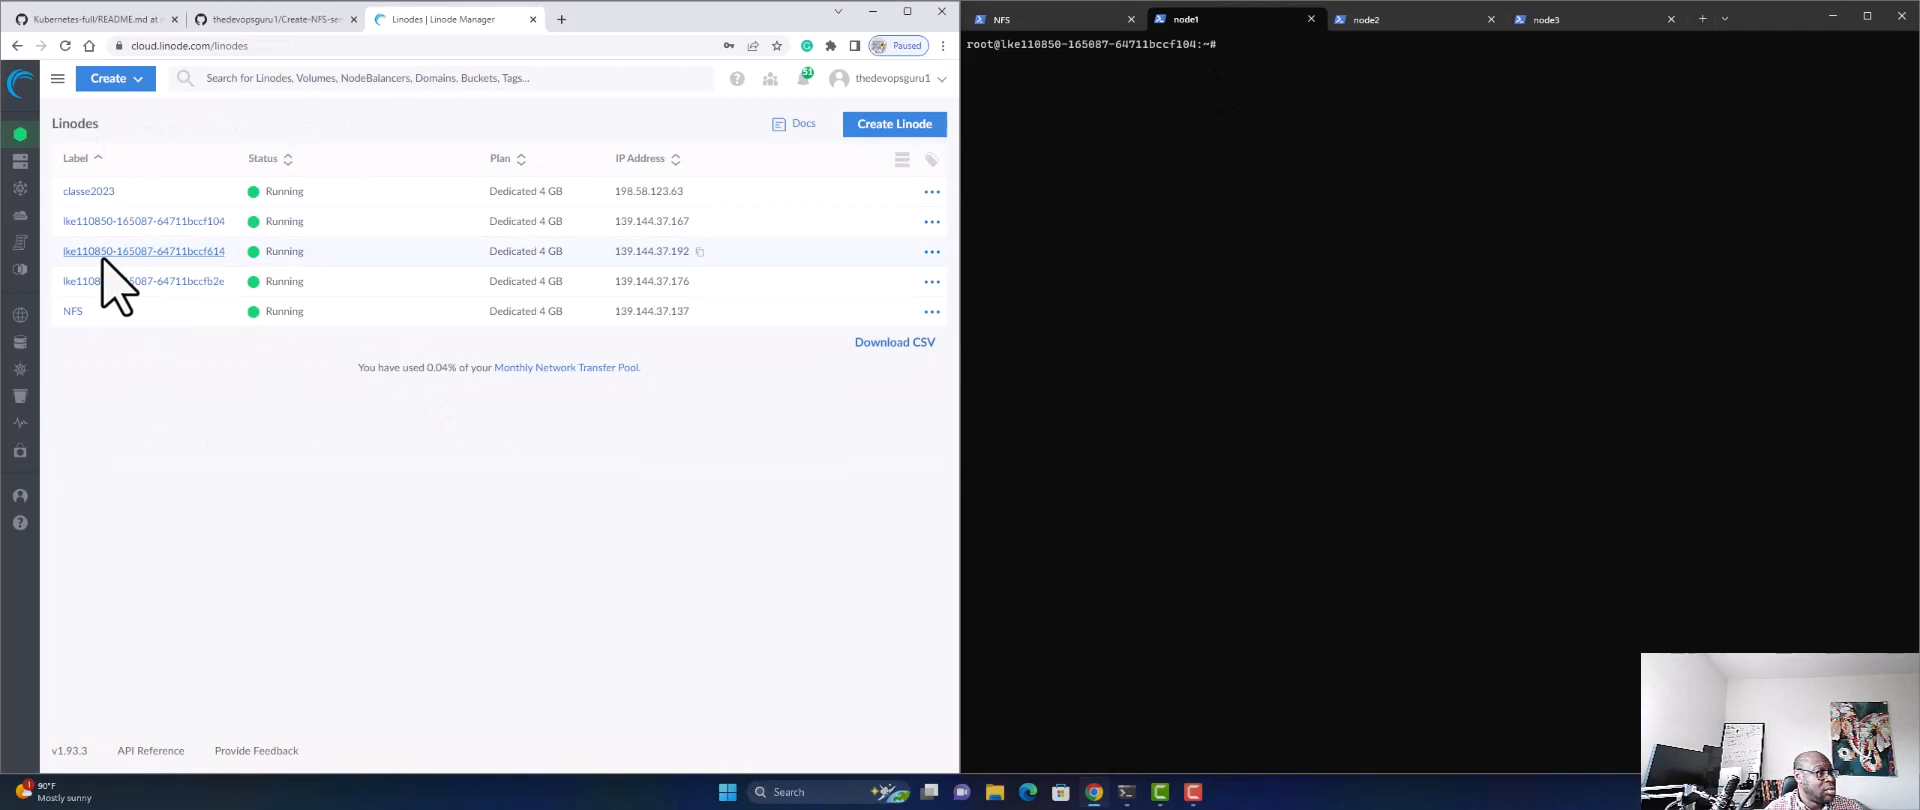 Kubernetes-full/README.md at m
thedevopsguru1/Create-NFS-ser
Linodes | Linode Manager
cloud.linode.com/linodes
Paused
Create
Search for Linodes, Volumes, NodeBalancers, Domains, Buckets, Tags...
51
thedevopsguru1
Linodes
Docs
Create Linode
Label
Status
Plan
IP Address
classe2023
Running
Dedicated 4 GB
198.58.123.63
lke110850-165087-64711bccf104
Running
Dedicated 4 GB
139.144.37.167
lke110850-165087-64711bccf614
Running
Dedicated 4 GB
139.144.37.192
lke1108
5087-64711bccfb2e
Running
Dedicated 4 GB
139.144.37.176
NFS
Running
Dedicated 4 GB
139.144.37.137
Download CSV
You have used 0.04% of your Monthly Network Transfer Pool.
v1.93.3
API Reference
Provide Feedback
NFS
node1
node2
node3
root@lke110850-165087-64711bccf104:~#
1
90°F
Mostly sunny
Search